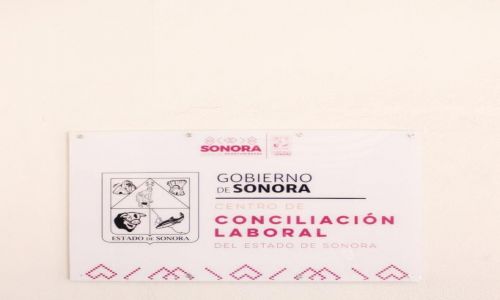 SONORA
GOBIERNO
DE SONORA
CENTRO DE
CONCILIACIÓN
LABORAL
DEL ESTADO DE SONORA
ESTADO DE SONORA